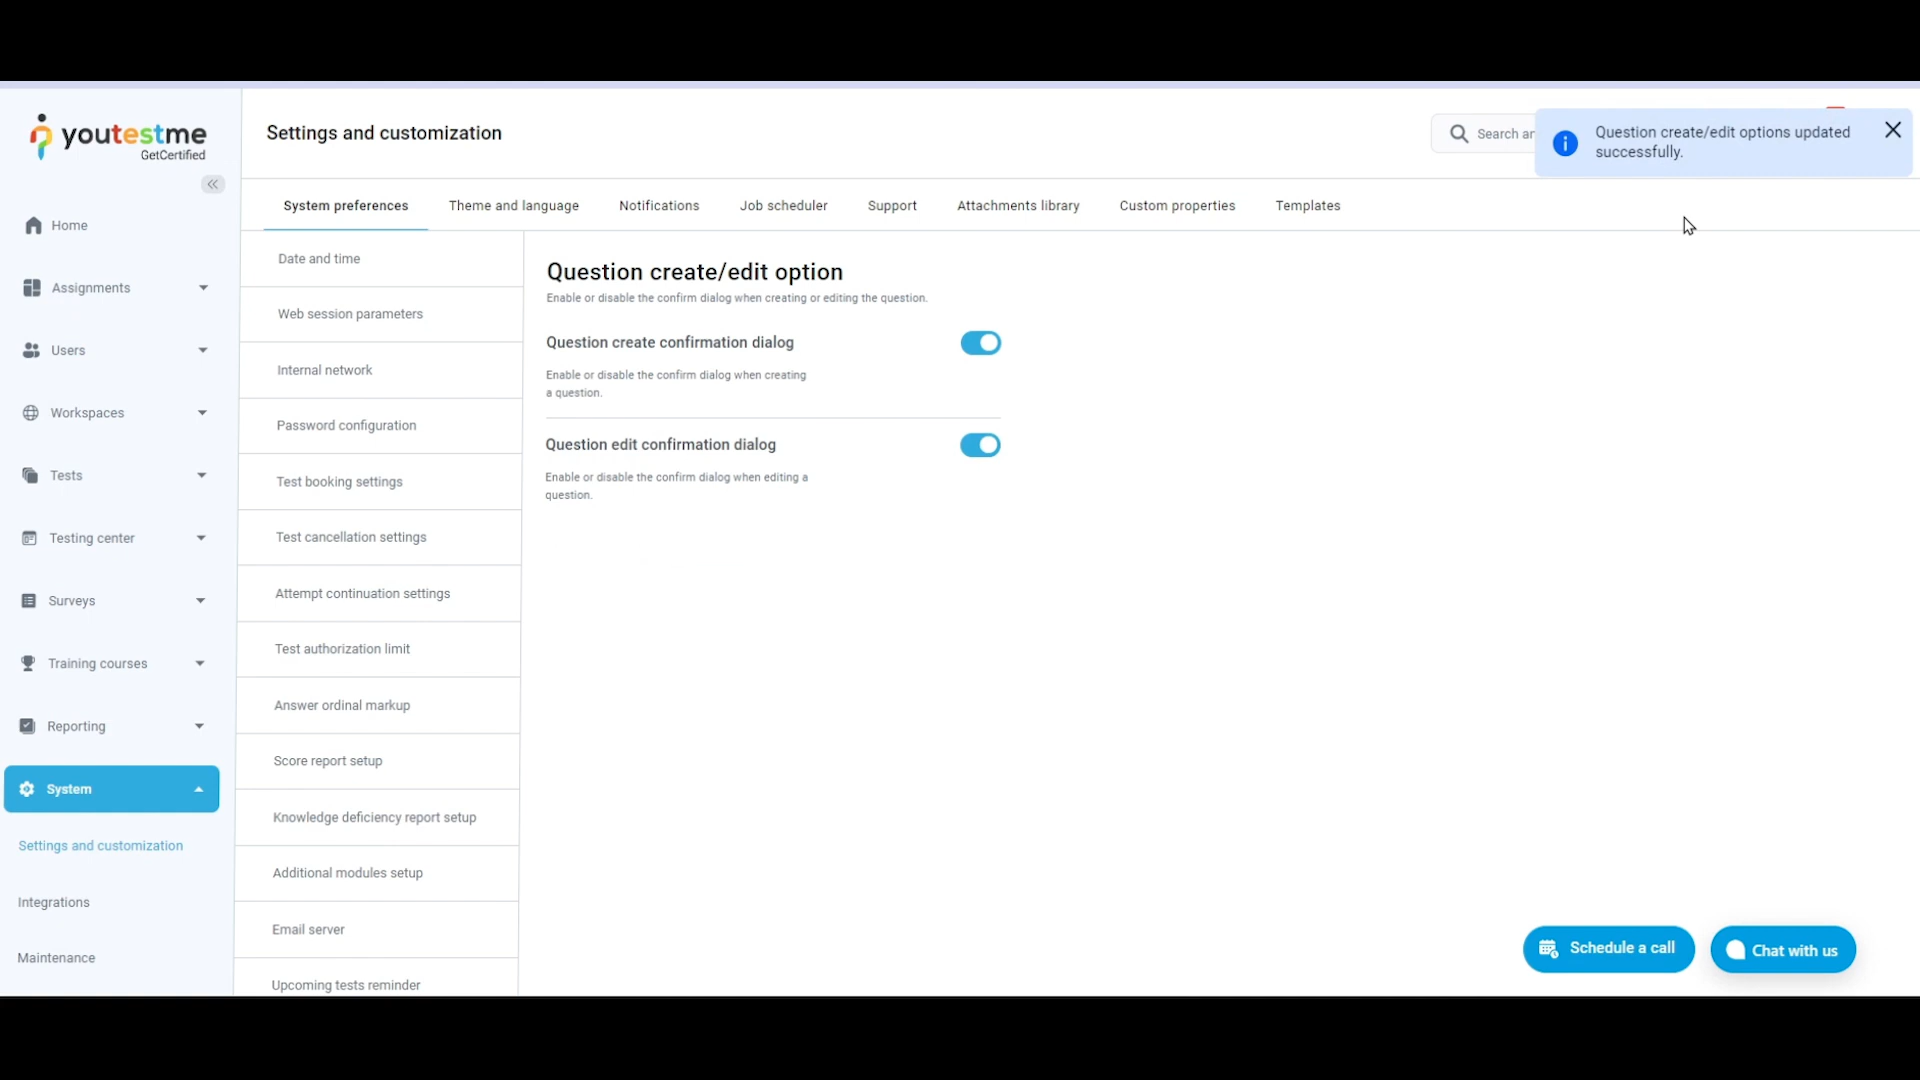 youtestme
GetCertified
Settings and customization
Search
Question create/edit options updated
successfully.
System preferences
Theme and language
Notifications
Job scheduler
Support
Attachments library
Custom properties
Templates
Home
Assignments
Users
Workspaces
Tests
Testing center
Surveys
Training courses
Reporting
System
Settings and customization
Integrations
Maintenance
Date and time
Web session parameters
Internal network
Password configuration
Test booking settings
Test cancellation settings
Attempt continuation settings
Test authorization limit
Answer ordinal markup
Score report setup
Knowledge deficiency report setup
Additional modules setup
Email server
Upcoming tests reminder
Question create/edit option
Enable or disable the confirm dialog when creating or editing the question.
Question create confirmation dialog
Enable or disable the confirm dialog when creating
a question.
Question edit confirmation dialog
Enable or disable the confirm dialog when editing a
question.
Schedule a call
Chat with us